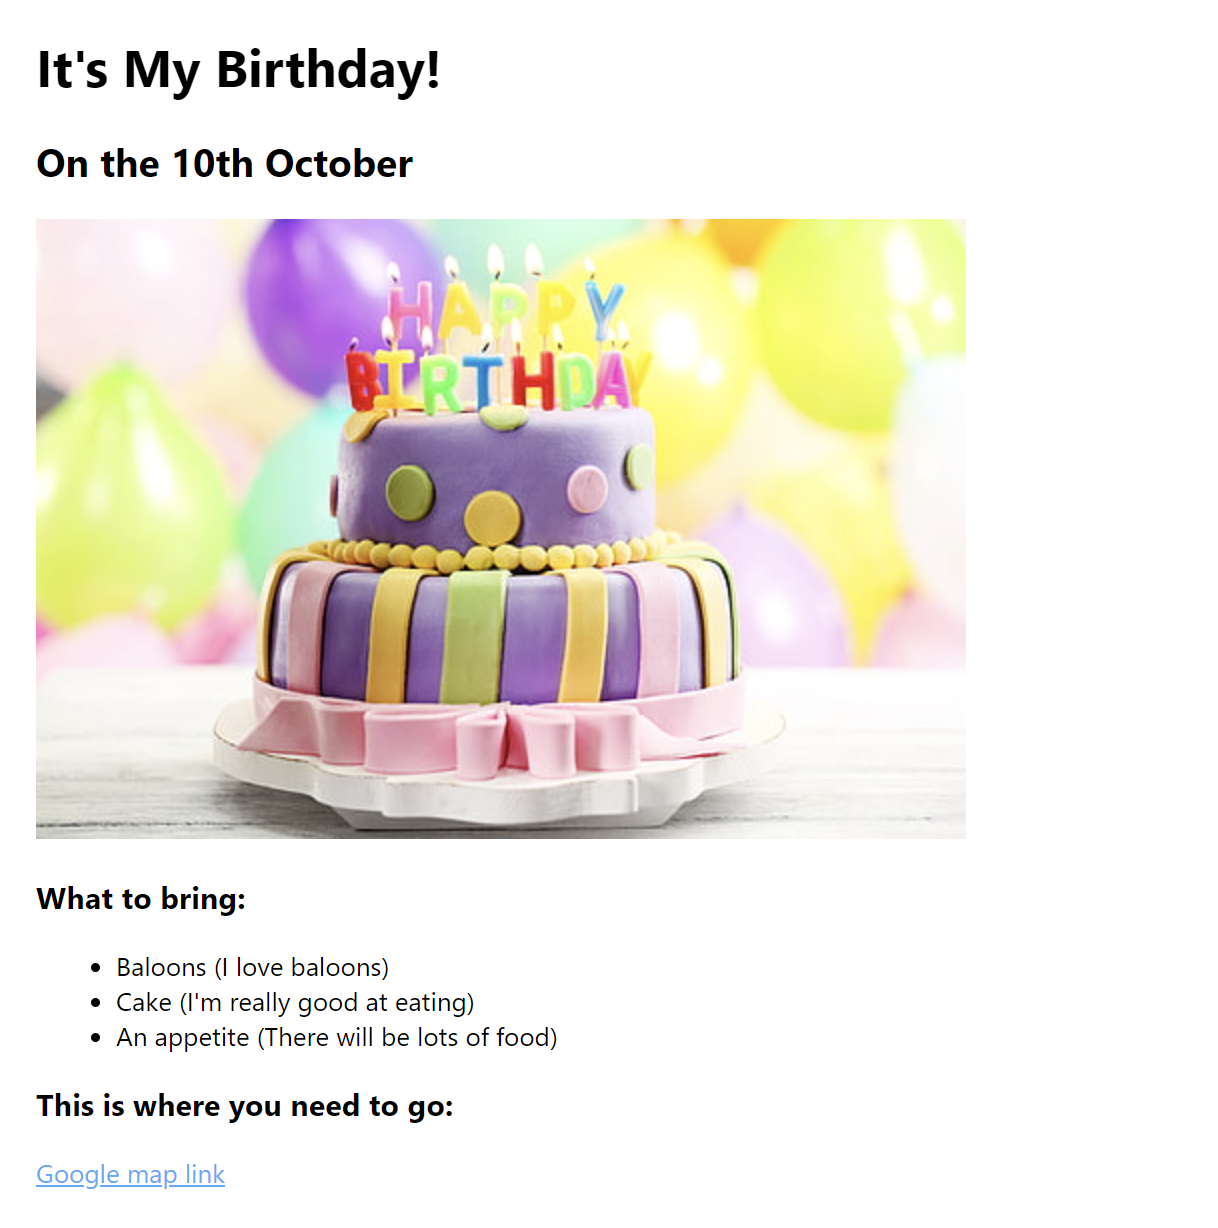 It's My Birthday!
On the 10th October
HAPPY
BIRTHDAY
What to bring:
Baloons (I love baloons)
Cake (I'm really good at eating)
An appetite (There will be lots of food)
This is where you need to go:
Google map link